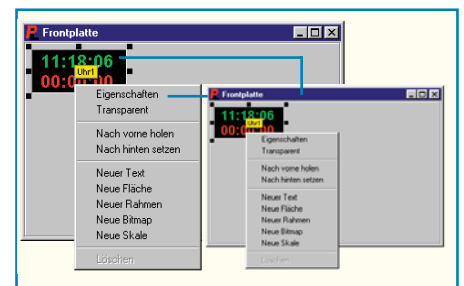 Frontplatte
11:18:06
Uhr1
00:00:00
Eigenschaften
Transparent
Nach vorne holen
Nach hinten setzen
Neuer Text
Neue Fläche
Neuer Rahmen
Neue Bitmap
Neue Skale
Löschen
Frontplatte
11:18:06
Uhr1
00:00:00
Eigenschaften
Transparent
Nach vorne holen
Nach hinten setzen
Neuer Text
Neue Fläche
Neuer Rahmen
Neue Bitmap
Neue Skale
Löschen